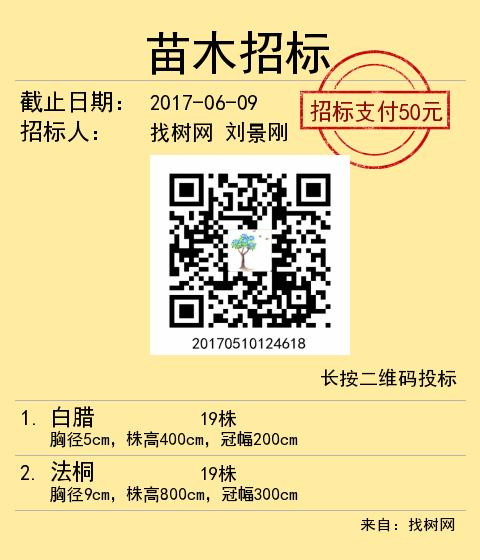 苗木招标
截止日期： 2017-06-09
招标人： 找树网 刘景刚
招标支付50元
20170510124618
长按二维码投标
1. 白腊 19株
胸径5cm，株高400cm，冠幅200cm
2. 法桐 19株
胸径9cm，株高800cm，冠幅300cm
来自：找树网